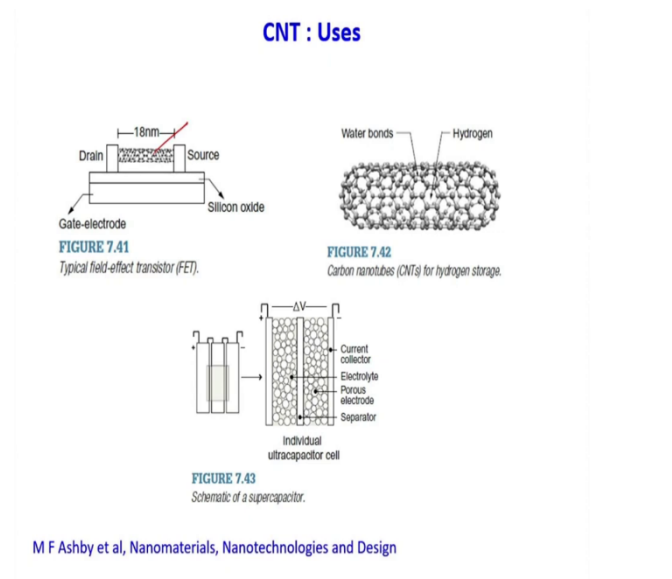 CNT : Uses
18nm
Drain
Source
Silicon oxide
Gate-electrode
FIGURE 7.41
Typical field-effect transistor (FET).
Water bonds
Hydrogen
FIGURE 7.42
Carbon nanotubes (CNTs) for hydrogen storage.
ΔV
+
-
+
-
Current
collector
Electrolyte
Porous
electrode
Separator
Individual
ultracapacitor cell
FIGURE 7.43
Schematic of a supercapacitor.
M F Ashby et al, Nanomaterials, Nanotechnologies and Design